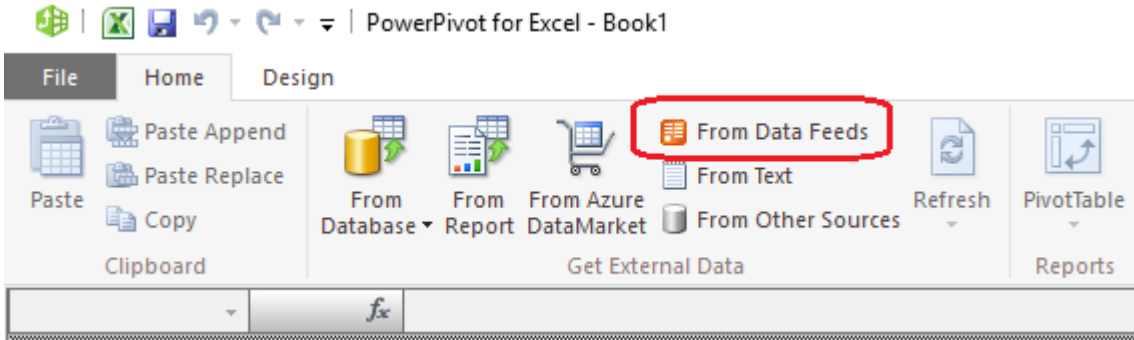 PowerPivot for Excel - Book1
File Home Design
Paste
Paste Append
Paste Replace
Copy
Clipboard
From
Database
From
Report
From Azure
DataMarket
From Data Feeds
From Text
From Other Sources
Get External Data
Refresh
PivotTable
Reports
fx